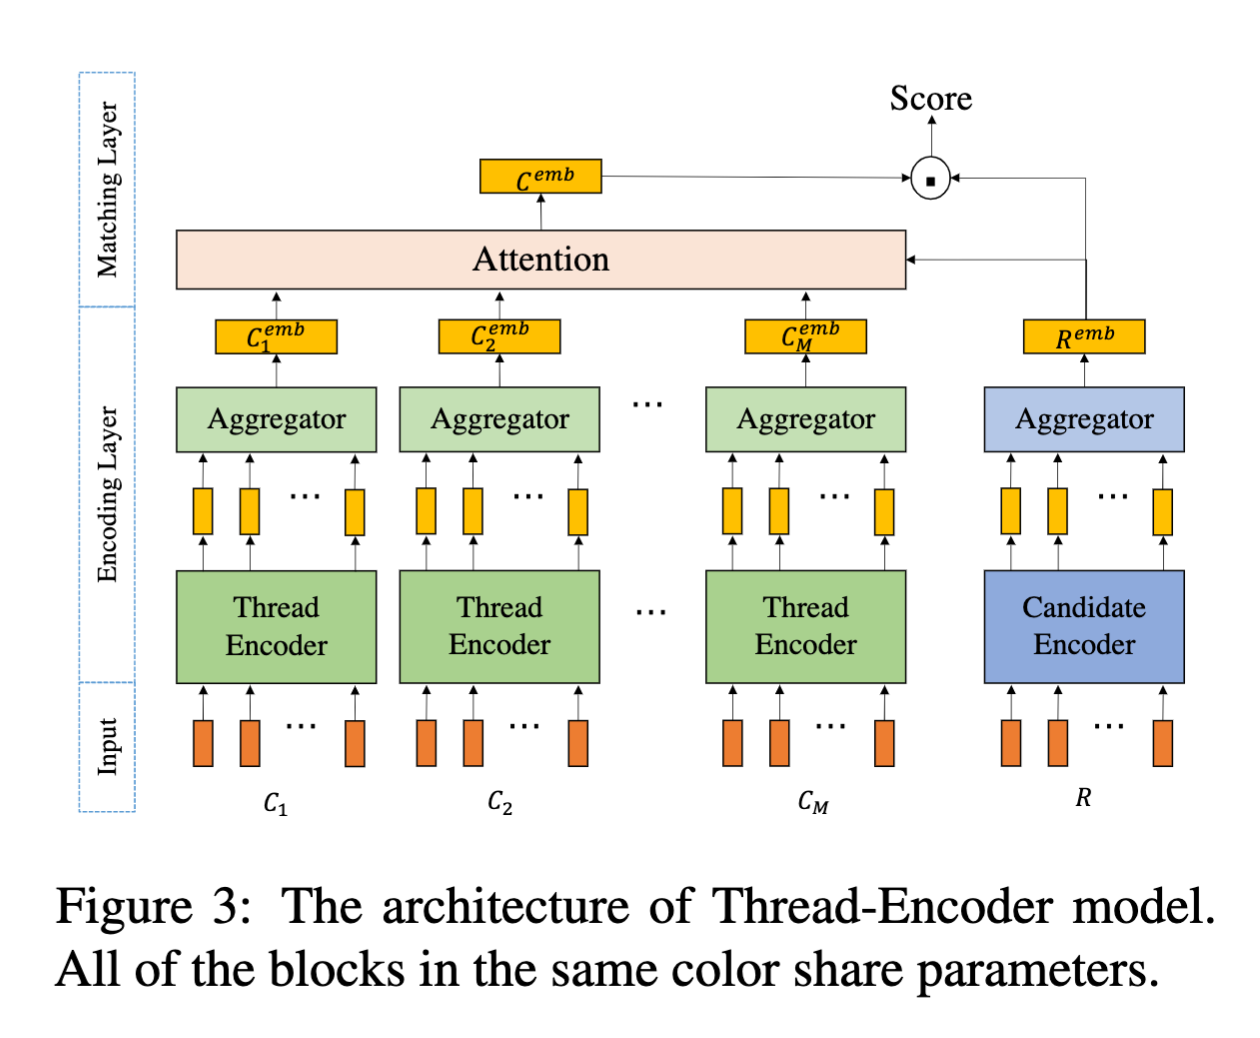 Score
Matching Layer
C^{emb}
Attention
C_1^{emb} C_2^{emb} C_M^{emb} R^{emb}
Encoding Layer
Aggregator Aggregator ... Aggregator Aggregator
... ... ... ...
Thread Encoder Thread Encoder ... Thread Encoder Candidate Encoder
Input
... ... ... ...
C_1 C_2 C_M R
Figure 3: The architecture of Thread-Encoder model.
All of the blocks in the same color share parameters.